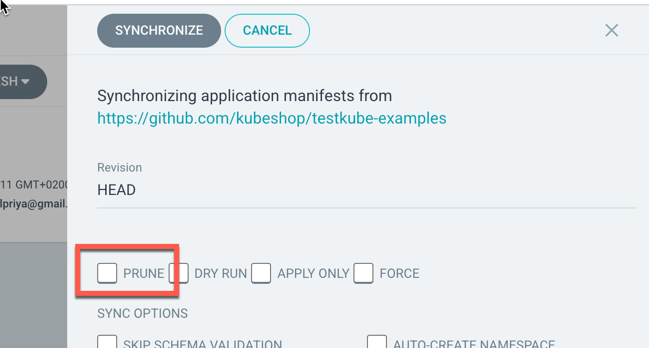 SYNCHRONIZE CANCEL
SH
Synchronizing application manifests from
https://github.com/kubeshop/testkube-examples
Revision
11 GMT+020
HEAD
lpriya@gmail.
PRUNE DRY RUN APPLY ONLY FORCE
SYNC OPTIONS
SKIP SCHEMA VALIDATION AUTO-CREATE NAMESPACE